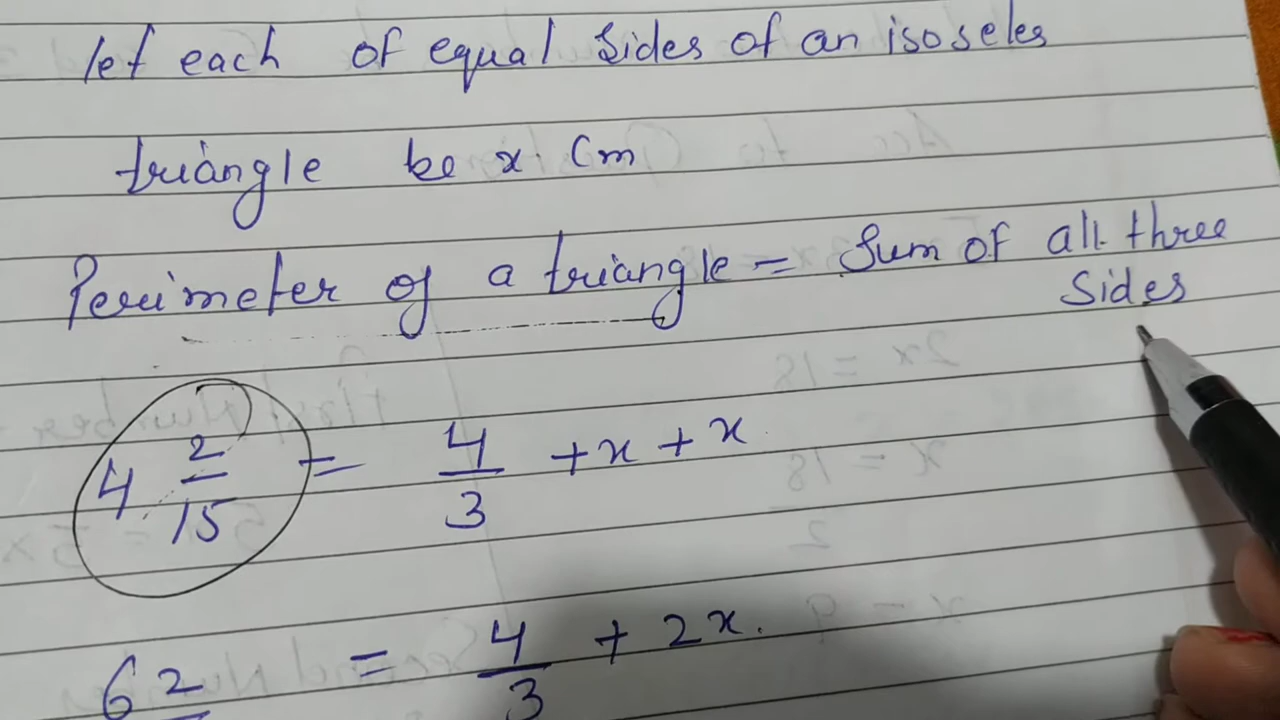 let each of equal sides of an isoseles
triangle be x cm
Perimeter of a triangle = Sum of all three
Sides
4 2/15 = 4/3 + x + x
62 = 4/3 + 2x.